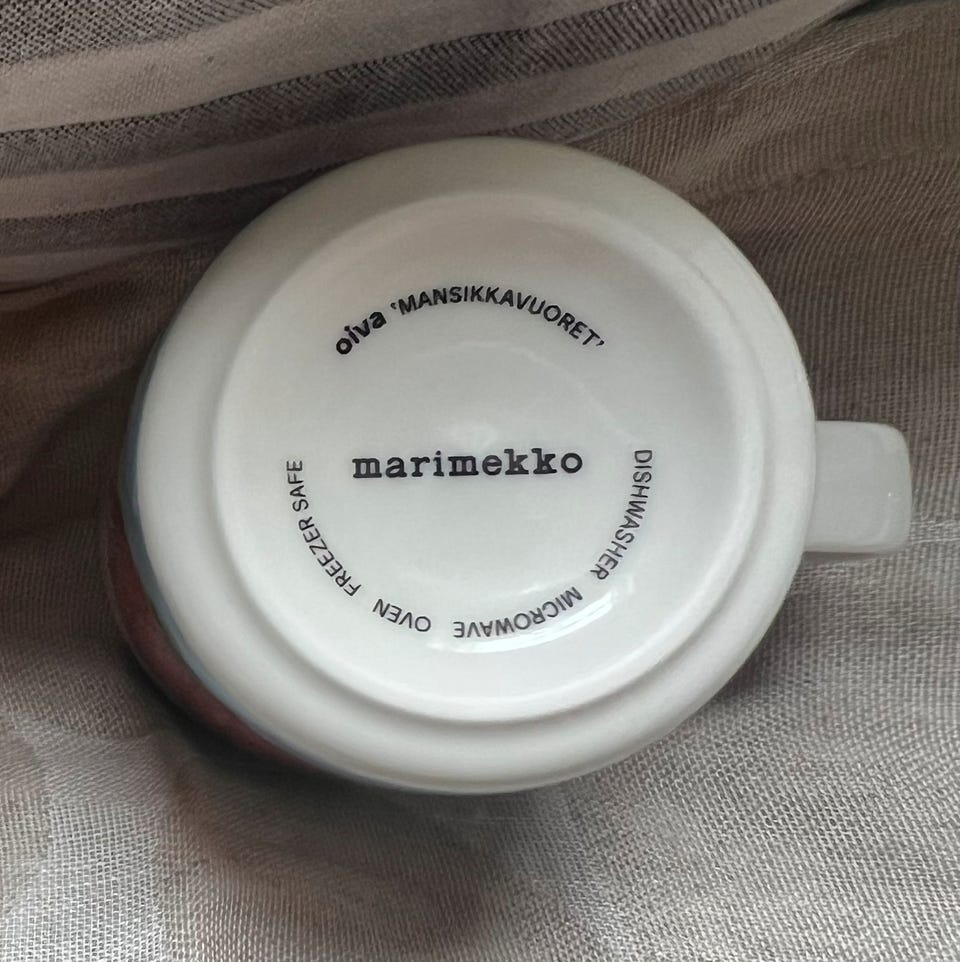 oiva ‘MANSIKKAVUORET’
marimekko
DISHWASHER MICROWAVE OVEN FREEZER SAFE